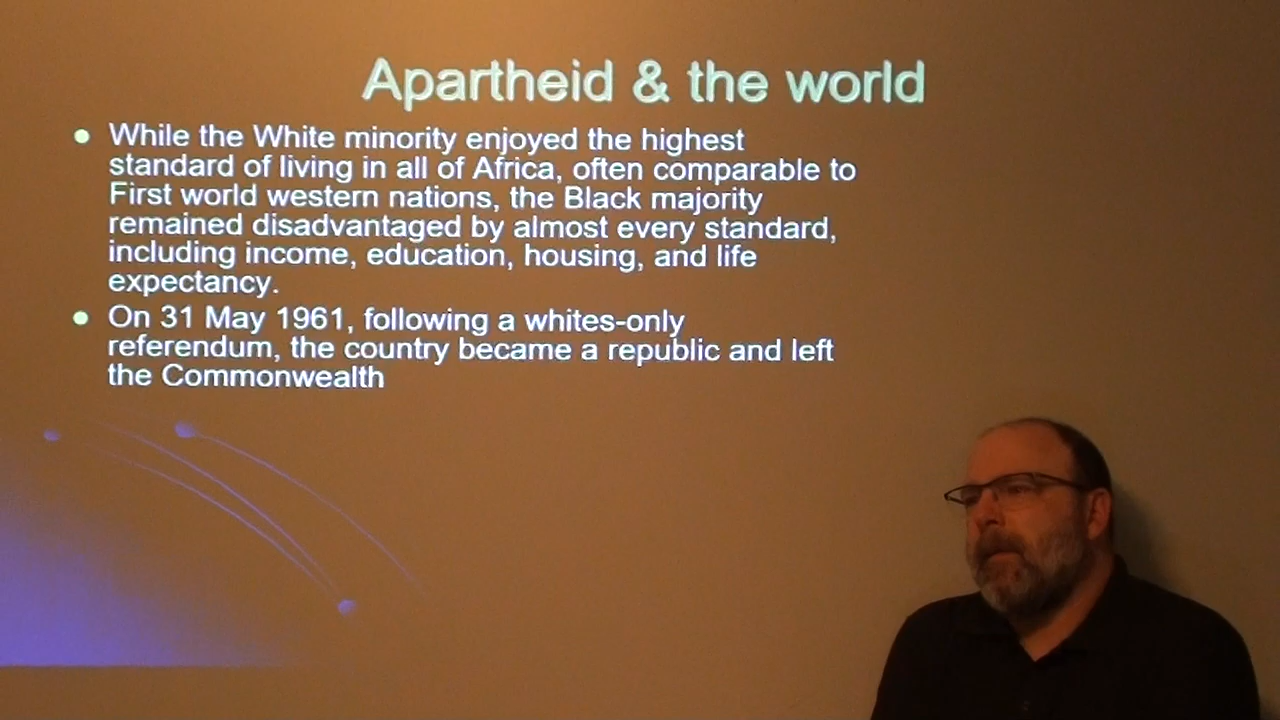 Apartheid & the world
• While the White minority enjoyed the highest
standard of living in all of Africa, often comparable to
First world western nations, the Black majority
remained disadvantaged by almost every standard,
including income, education, housing, and life
expectancy.
• On 31 May 1961, following a whites-only
referendum, the country became a republic and left
the Commonwealth